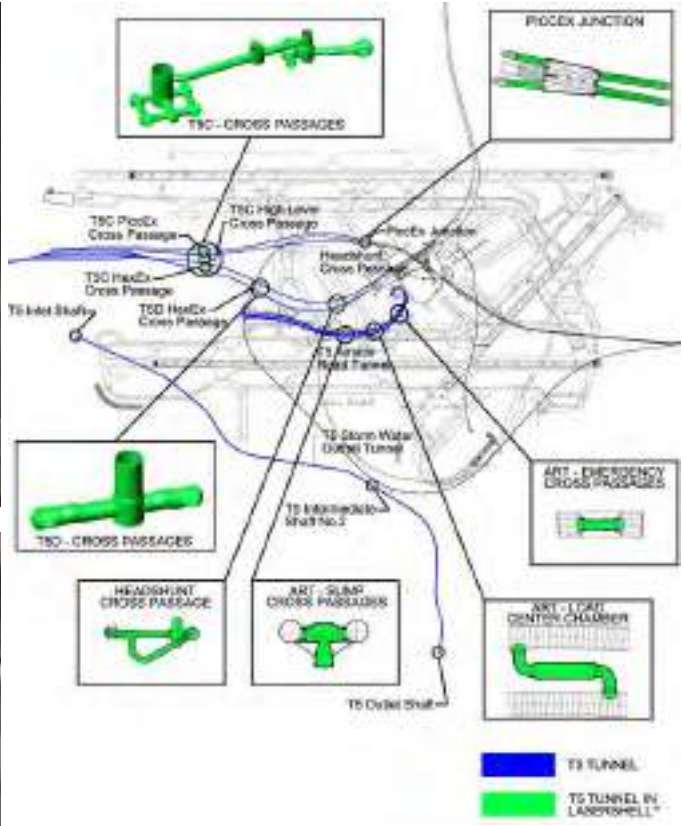 PICCEX JUNCTION
T5C - CROSS PASSAGES
T5C PiccEx
Cross Passage
T5C High Level
Cross Passage
PiccEx Junction
Headshunt
Cross Passage
T5C HexEx
Cross Passage
T5D HexEx
Cross Passage
T5 Inlet Shaft
T5 Airside
Road Tunnel
T5 Storm Water
Outfall Tunnel
T5 Intermediate
Shaft No.2
ART - EMERGENCY
CROSS PASSAGES
T5D - CROSS PASSAGES
HEADSHUNT
CROSS PASSAGE
ART - SUMP
CROSS PASSAGES
ART - LOAD
CENTER CHAMBER
T5 Outlet Shaft
T5 TUNNEL
T5 TUNNEL IN
LASERSHELL™